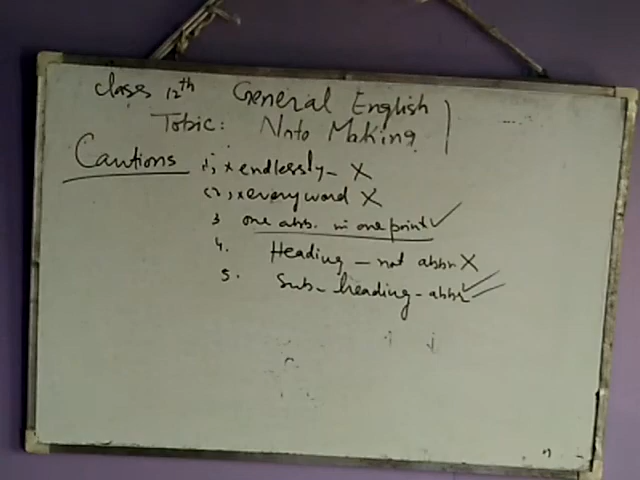 Class 12th General English
Topic: Note Making
Cautions 1, x endlessly - X
(2, x every word X
3 one abb. in one print ✓
4. Heading - not abbr X
5. Sub-heading - abbr ✓